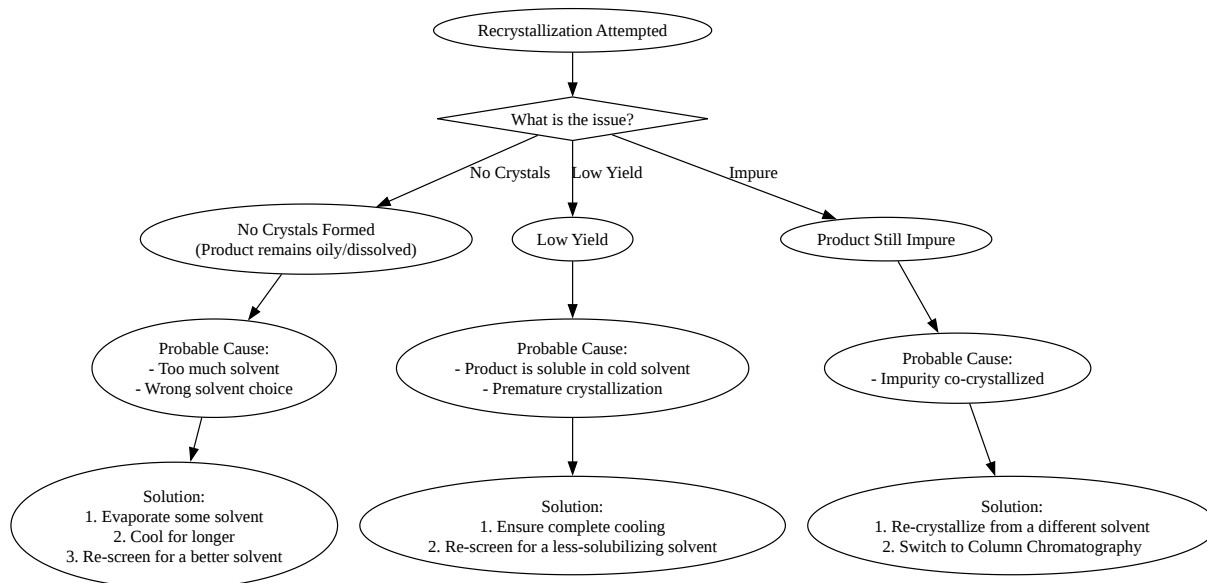 Recrystallization Attempted
What is the issue?
No Crystals
Low Yield
Impure
No Crystals Formed
(Product remains oily/dissolved)
Low Yield
Product Still Impure
Probable Cause:
- Too much solvent
- Wrong solvent choice
Probable Cause:
- Product is soluble in cold solvent
- Premature crystallization
Probable Cause:
- Impurity co-crystallized
Solution:
1. Evaporate some solvent
2. Cool for longer
3. Re-screen for a better solvent
Solution:
1. Ensure complete cooling
2. Re-screen for a less-solubilizing solvent
Solution:
1. Re-crystallize from a different solvent
2. Switch to Column Chromatography